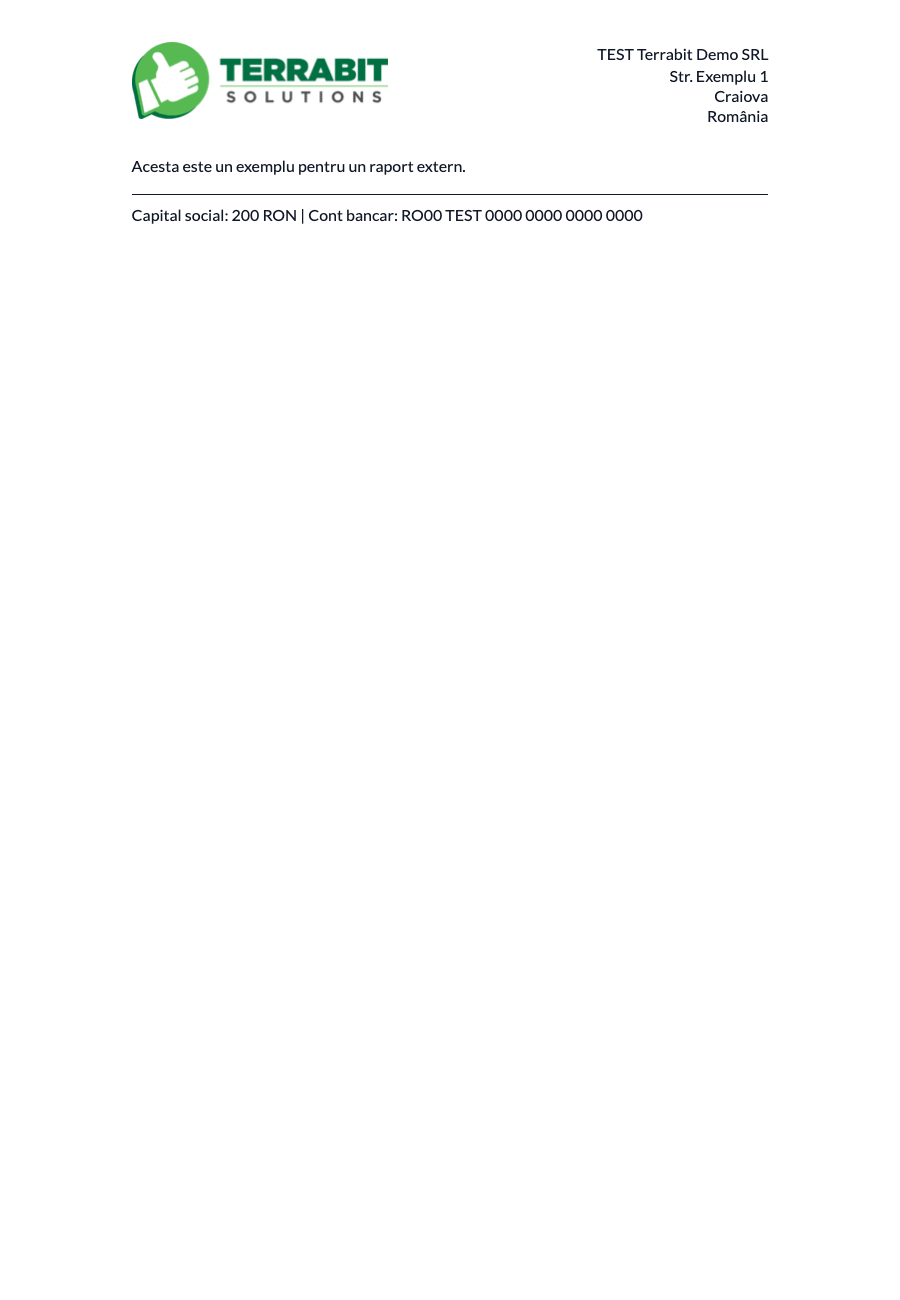 TERRABIT
SOLUTIONS
TEST Terrabit Demo SRL
Str. Exemplu 1
Craiova
România
Acesta este un exemplu pentru un raport extern.
Capital social: 200 RON | Cont bancar: RO00 TEST 0000 0000 0000 0000